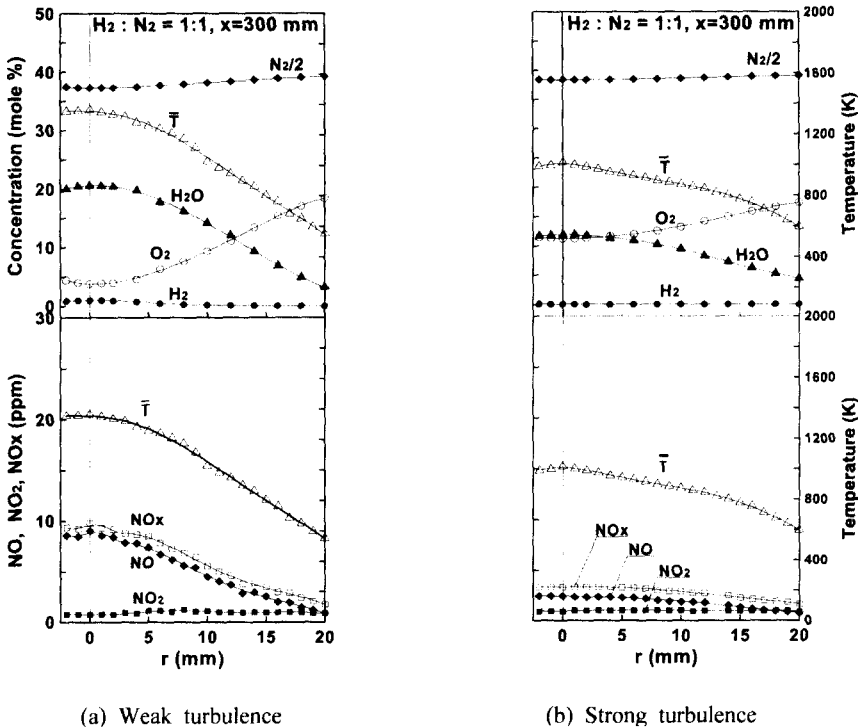 H2 : N2 = 1:1, x=300 mm
50
40
30
20
10
0
Concentration (mole %)
N2/2
T̄
H2O
O2
H2
30
20
10
0
NO, NO2, NOx (ppm)
T̄
NOx
NO
NO2
0
5
10
15
20
r (mm)
(a) Weak turbulence
H2 : N2 = 1:1, x=300 mm
2000
1600
1200
800
400
Temperature (K)
N2/2
T̄
O2
H2O
H2
2000
1600
1200
800
400
0
Temperature (K)
T̄
NOx
NO
NO2
0
5
10
15
20
r (mm)
(b) Strong turbulence